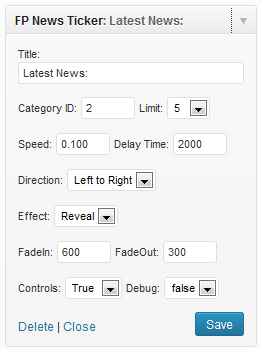 FP News Ticker: Latest News:
Title:
Latest News:
Category ID: 2 Limit: 5
Speed: 0.100 Delay Time: 2000
Direction: Left to Right
Effect: Reveal
FadeIn: 600 FadeOut: 300
Controls: True Debug: false
Delete | Close Save